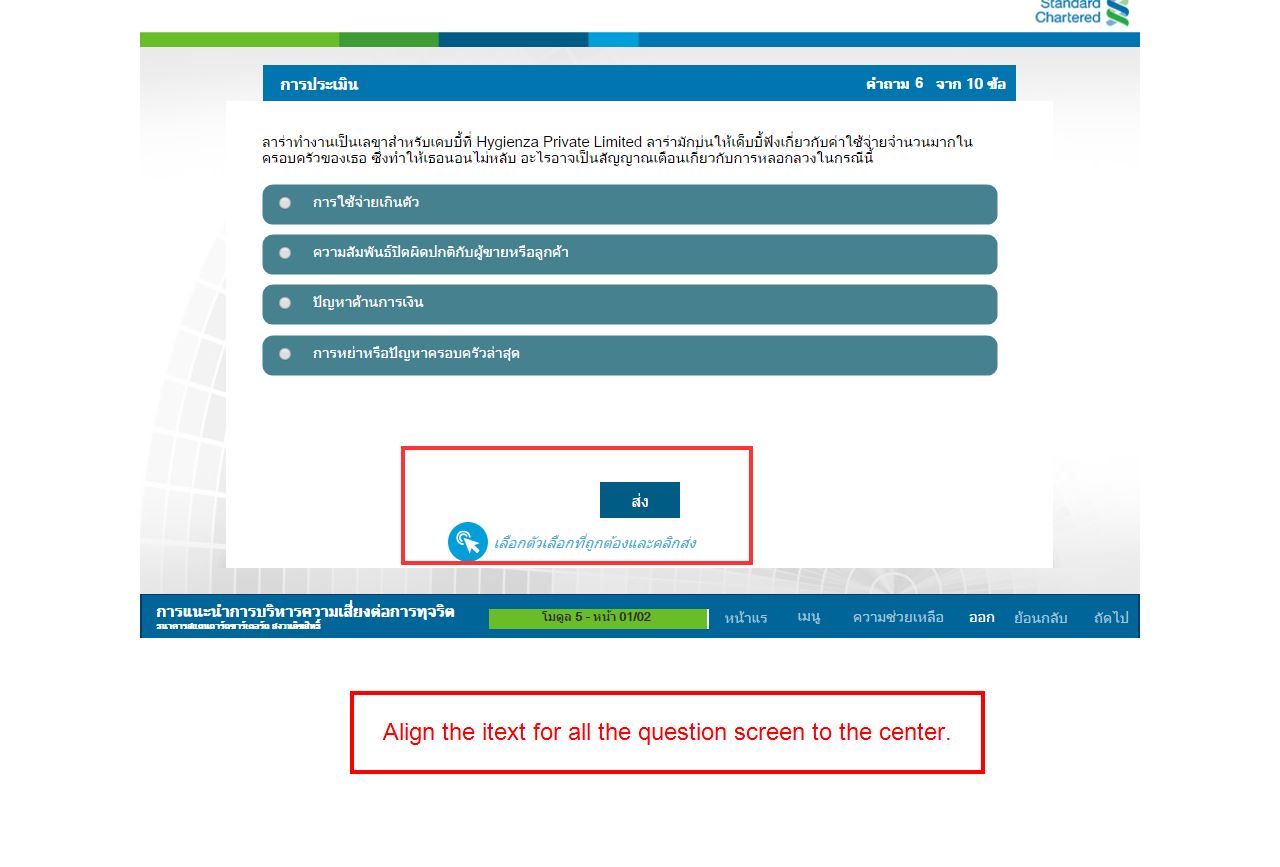 Standard
Chartered
การประเมิน
คำถาม 6 จาก 10 ข้อ
ลาร่าทำงานเป็นเลขาสำหรับเดบบี้ที่ Hygienza Private Limited ลาร่ามักบ่นให้เด็บบี้ฟังเกี่ยวกับค่าใช้จ่ายจำนวนมากใน
ครอบครัวของเธอ ซึ่งทำให้เธอนอนไม่หลับ อะไรอาจเป็นสัญญาณเตือนเกี่ยวกับการหลอกลวงในกรณีนี้
การใช้จ่ายเกินตัว
ความสัมพันธ์ปิดผิดปกติกับผู้ขายหรือลูกค้า
ปัญหาด้านการเงิน
การหย่าหรือปัญหาครอบครัวล่าสุด
ส่ง
เลือกตัวเลือกที่ถูกต้องและคลิกส่ง
การแนะนำการบริหารความเสี่ยงต่อการทุจริต
โมดูล 5 - หน้า 01/02
หน้าแร
เมนู
ความช่วยเหลือ
ออก
ย้อนกลับ
ถัดไป
Align the itext for all the question screen to the center.